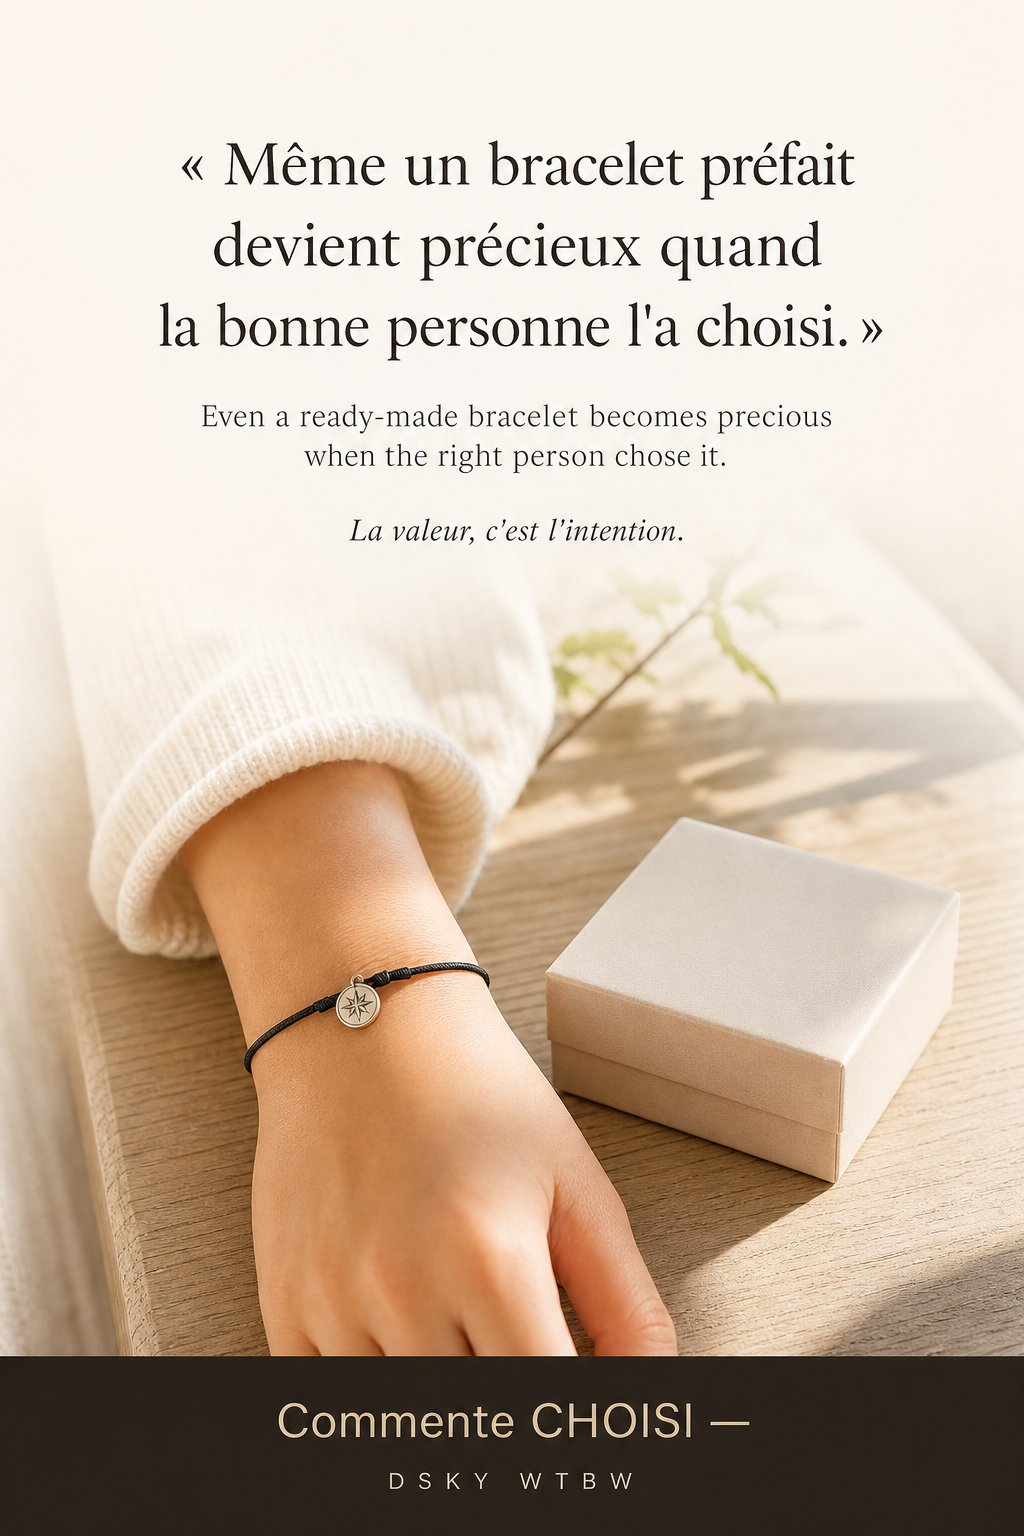 « Même un bracelet préfait
devient précieux quand
la bonne personne l'a choisi. »
Even a ready-made bracelet becomes precious
when the right person chose it.
La valeur, c’est l’intention.
Commente CHOISI —
DSKY WTBW